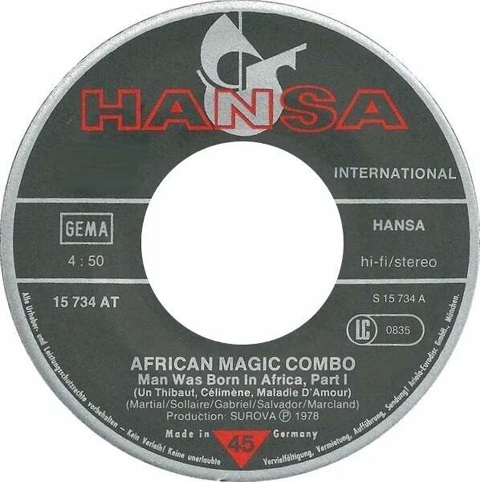 HANSA
INTERNATIONAL
GEMA
HANSA
4:50
hi-fi/stereo
15 734 AT
S 15 734 A
LC 0835
AFRICAN MAGIC COMBO
Man Was Born In Africa, Part I
(Un Thibaut, Célimène, Maladie D'Amour)
(Martial/Sollaire/Gabriel/Salvador/Marcland)
Production: SUROVA Ⓟ 1978
Made in 45 Germany
Alle Urheber- und Leistungsschutzrechte vorbehalten – Kein Verleih! Keine unerlaubte Vervielfältigung, Vermietung, Aufführung, Sendung! Ariola-Eurodisc GmbH., München.